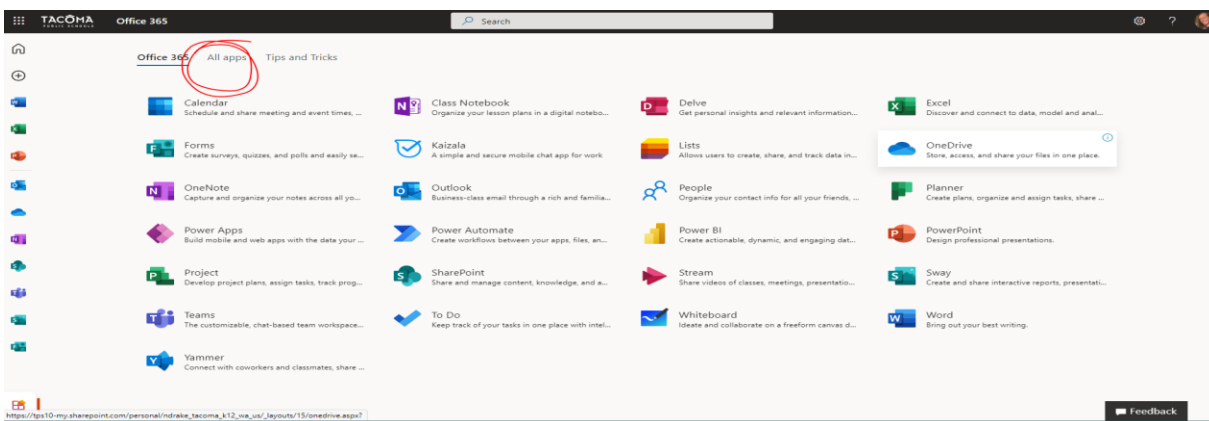 TACOMA
PUBLIC SCHOOLS
Office 365
Search
?
Office 365 All apps Tips and Tricks
Calendar
Schedule and share meeting and event times, ...
Class Notebook
Organize your lesson plans in a digital notebo...
Delve
Get personal insights and relevant information...
Excel
Discover and connect to data, model and anal...
Forms
Create surveys, quizzes, and polls and easily se...
Kaizala
A simple and secure mobile chat app for work
Lists
Allows users to create, share, and track data in...
OneDrive
Store, access, and share your files in one place.
OneNote
Capture and organize your notes across all yo...
Outlook
Business-class email through a rich and familia...
People
Organize your contact info for all your friends, ...
Planner
Create plans, organize and assign tasks, share ...
Power Apps
Build mobile and web apps with the data your ...
Power Automate
Create workflows between your apps, files, an...
Power BI
Create actionable, dynamic, and engaging dat...
PowerPoint
Design professional presentations.
Project
Develop project plans, assign tasks, track prog...
SharePoint
Share and manage content, knowledge, and a...
Stream
Share videos of classes, meetings, presentatio...
Sway
Create and share interactive reports, presentati...
Teams
The customizable, chat-based team workspace...
To Do
Keep track of your tasks in one place with intel...
Whiteboard
Ideate and collaborate on a freeform canvas d...
Word
Bring out your best writing.
Yammer
Connect with coworkers and classmates, share ...
https://tps10-my.sharepoint.com/personal/ndrake_tacoma_k12_wa_us/_layouts/15/onedrive.aspx?
Feedback